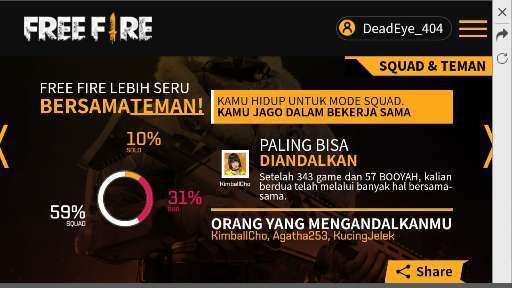 FREE FIRE
DeadEye_404
SQUAD & TEMAN
FREE FIRE LEBIH SERU
BERSAMATEMAN!
KAMU HIDUP UNTUK MODE SQUAD.
KAMU JAGO DALAM BEKERJA SAMA
10%
SOLO
31%
DUO
59%
SQUAD
PALING BISA
DIANDALKAN
KimballCho
Setelah 343 game dan 57 BOOYAH, kalian
berdua telah melalui banyak hal bersama-
sama.
ORANG YANG MENGANDALKANMU
KimballCho, Agatha253, KucingJelek
Share